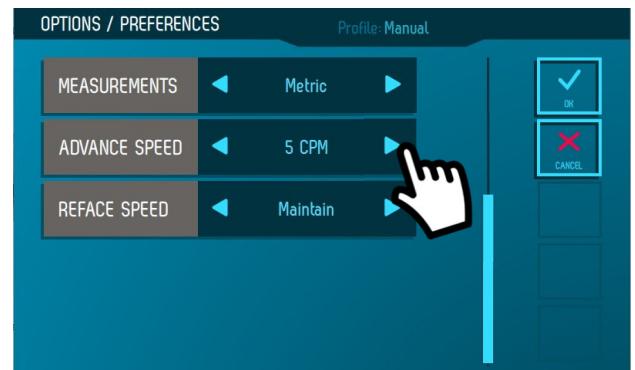 OPTIONS / PREFERENCES
Profile: Manual
MEASUREMENTS Metric
OK
ADVANCE SPEED 5 CPM
CANCEL
REFACE SPEED Maintain